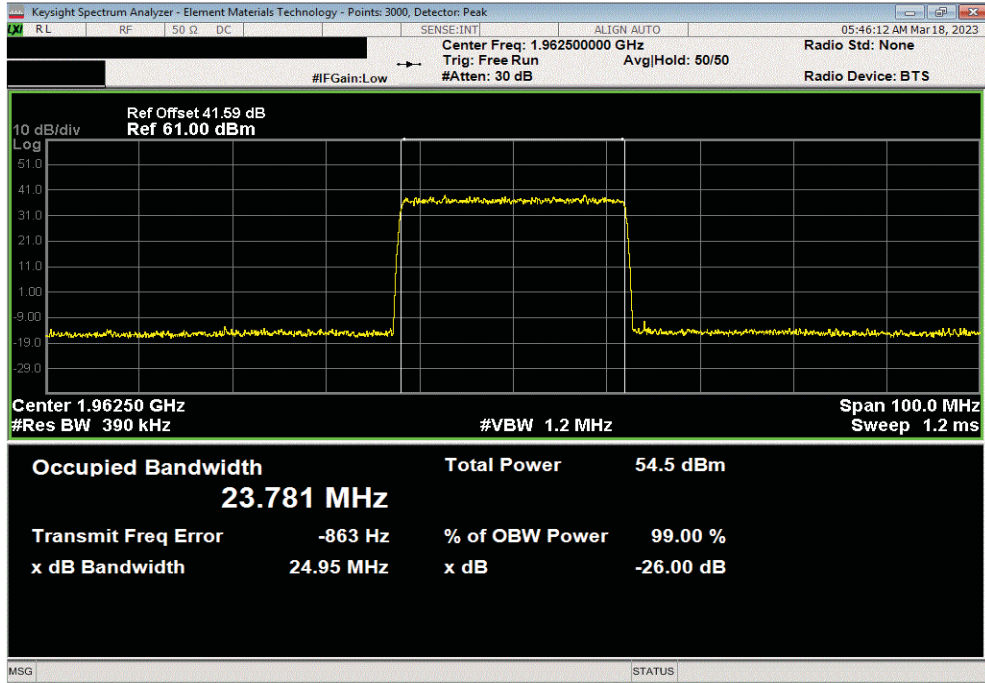 Keysight Spectrum Analyzer - Element Materials Technology - Points: 3000, Detector: Peak
LXI RL RF 50 Ω DC SENSE:INT ALIGN AUTO 05:46:12 AM Mar 18, 2023
Center Freq: 1.962500000 GHz Radio Std: None
Trig: Free Run Avg|Hold: 50/50
#IFGain:Low #Atten: 30 dB Radio Device: BTS
Ref Offset 41.59 dB
10 dB/div Ref 61.00 dBm
Log
51.0
41.0
31.0
21.0
11.0
1.00
-9.00
-19.0
-29.0
Center 1.96250 GHz Span 100.0 MHz
#Res BW 390 kHz #VBW 1.2 MHz Sweep 1.2 ms
Occupied Bandwidth Total Power 54.5 dBm
23.781 MHz
Transmit Freq Error -863 Hz % of OBW Power 99.00 %
x dB Bandwidth 24.95 MHz x dB -26.00 dB
MSG STATUS